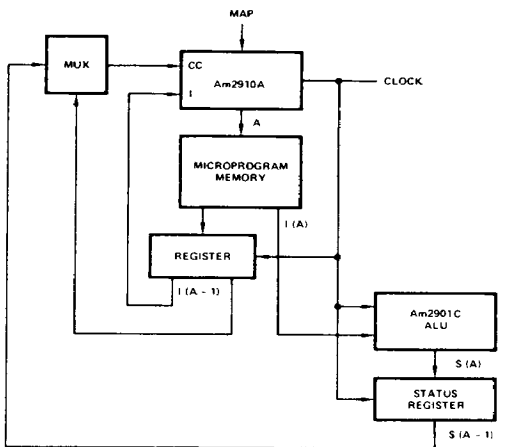 MAP
MUX
CC
Am2910A
I
CLOCK
A
MICROPROGRAM
MEMORY
I (A)
REGISTER
I (A - 1)
Am2901C
ALU
S (A)
STATUS
REGISTER
S (A - 1)